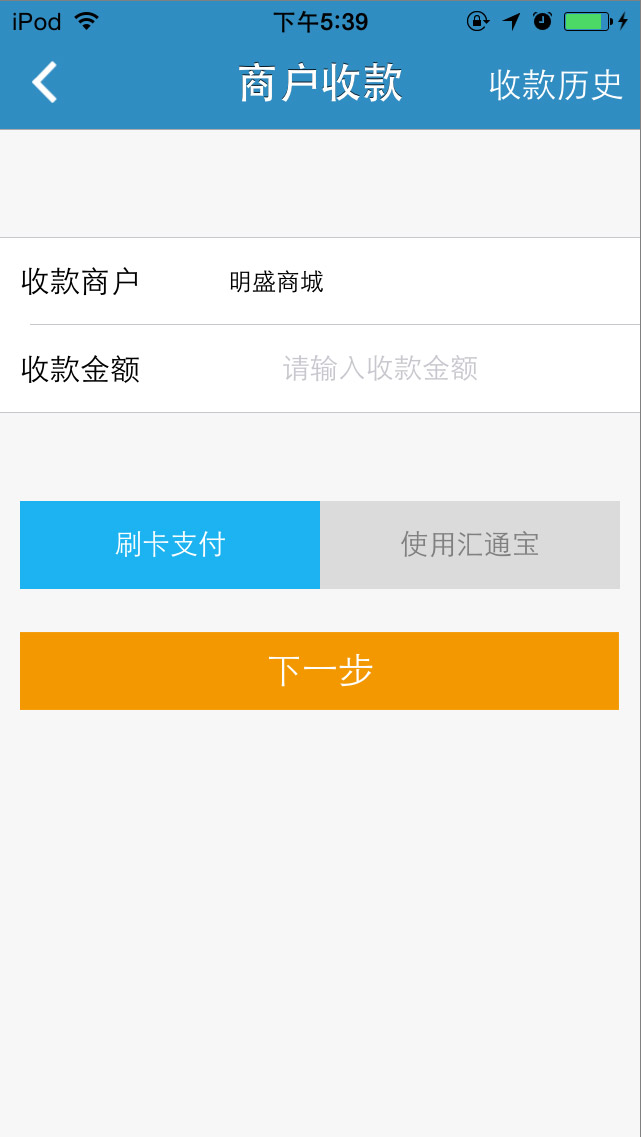 iPod 下午5:39
商户收款 收款历史
收款商户 明盛商城
收款金额 请输入收款金额
刷卡支付 使用汇通宝
下一步